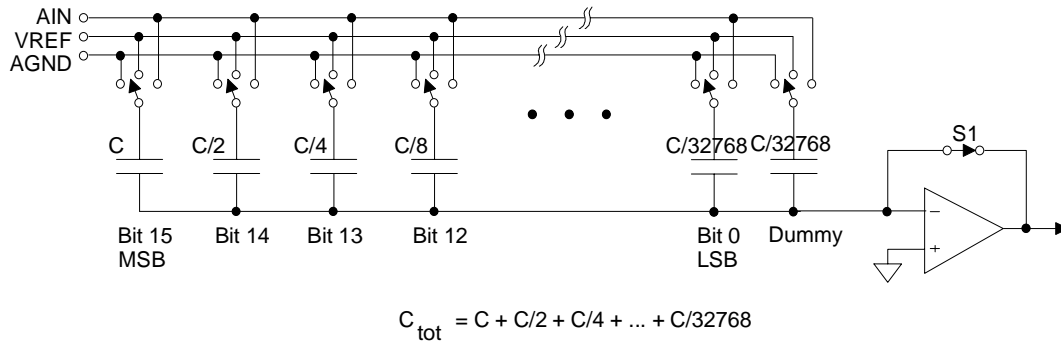 AIN
VREF
AGND
S1
C C/2 C/4 C/8 C/32768 C/32768
− +
Bit 15 Bit 14 Bit 13 Bit 12 Bit 0 Dummy
MSB LSB
C tot = C + C/2 + C/4 + ... + C/32768